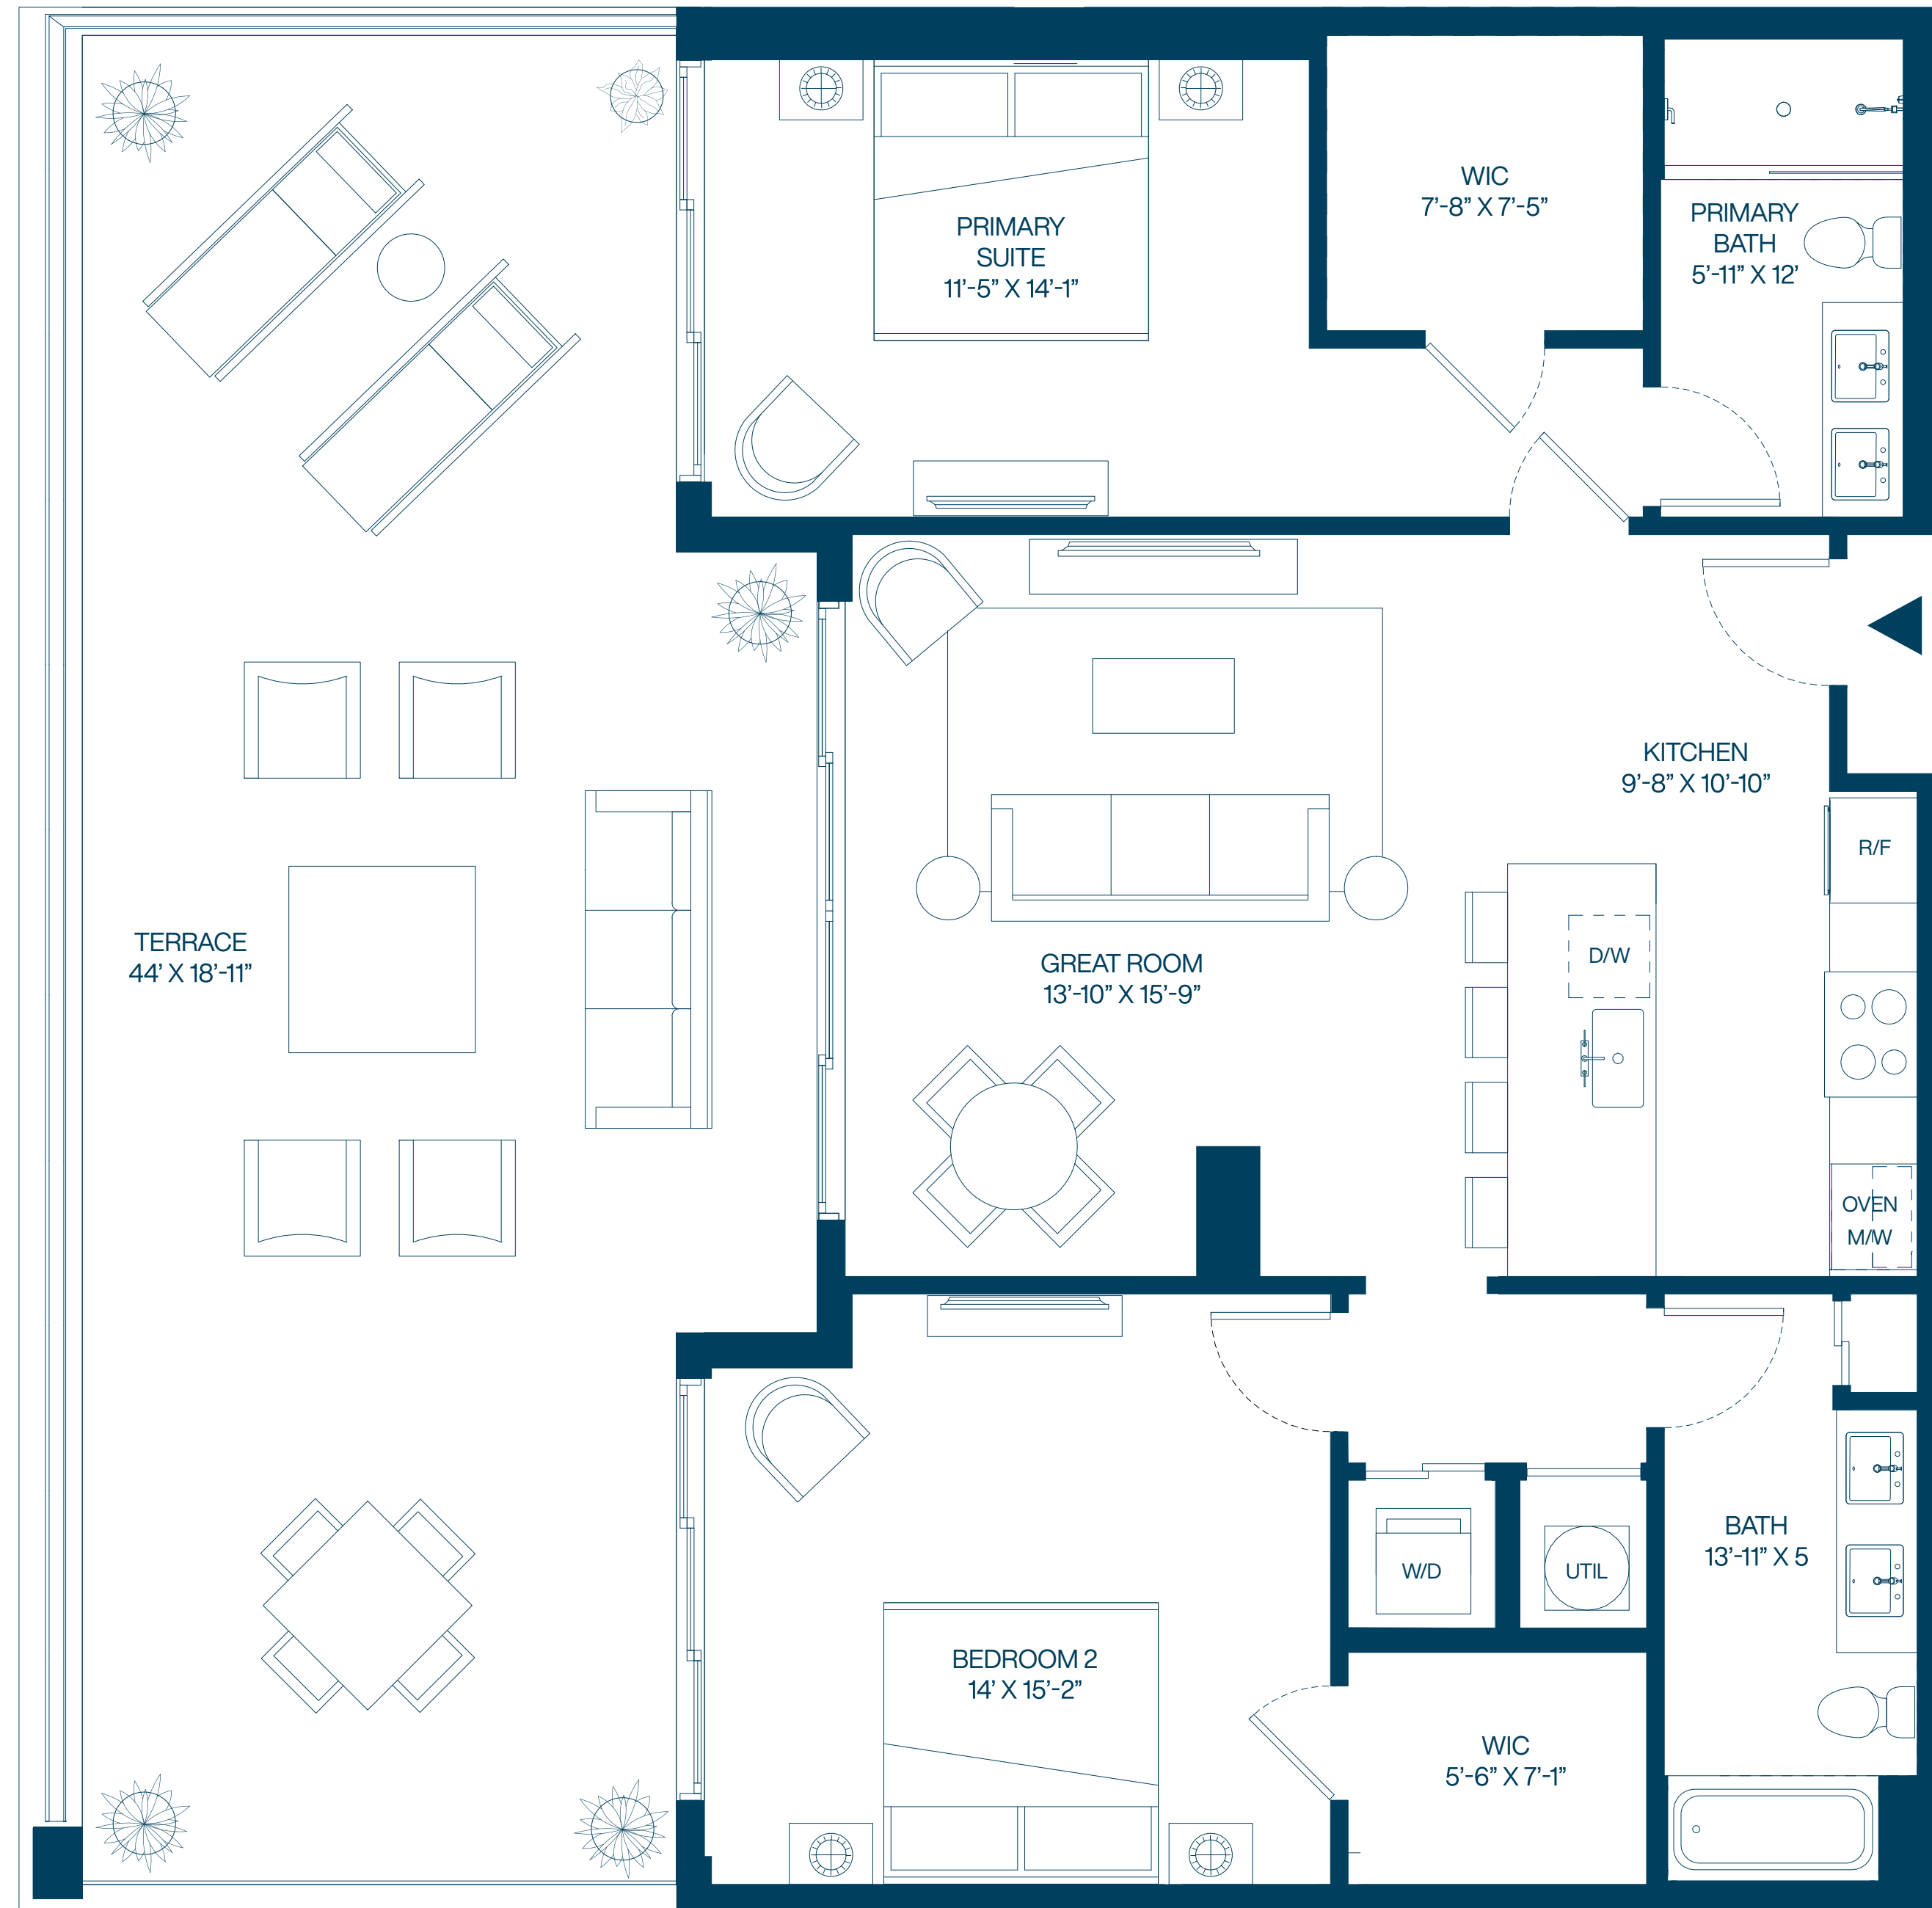 PRIMARY
SUITE
11’-5” X 14’-1”
WIC
7’-8” X 7’-5”
PRIMARY
BATH
5’-11” X 12’
KITCHEN
9’-8” X 10’-10”
R/F
D/W
TERRACE
44’ X 18’-11”
GREAT ROOM
13’-10” X 15’-9”
OVEN
M/W
BATH
13’-11” X 5
W/D
UTIL
BEDROOM 2
14’ X 15’-2”
WIC
5’-6” X 7’-1”